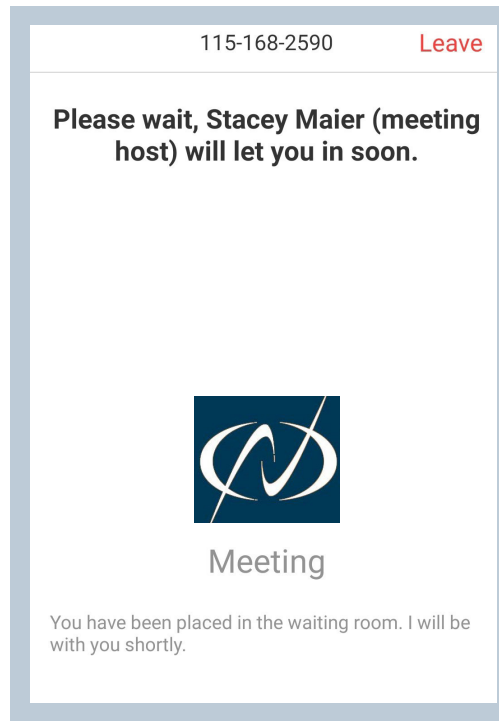 115-168-2590 Leave
Please wait, Stacey Maier (meeting
host) will let you in soon.
Meeting
You have been placed in the waiting room. I will be
with you shortly.